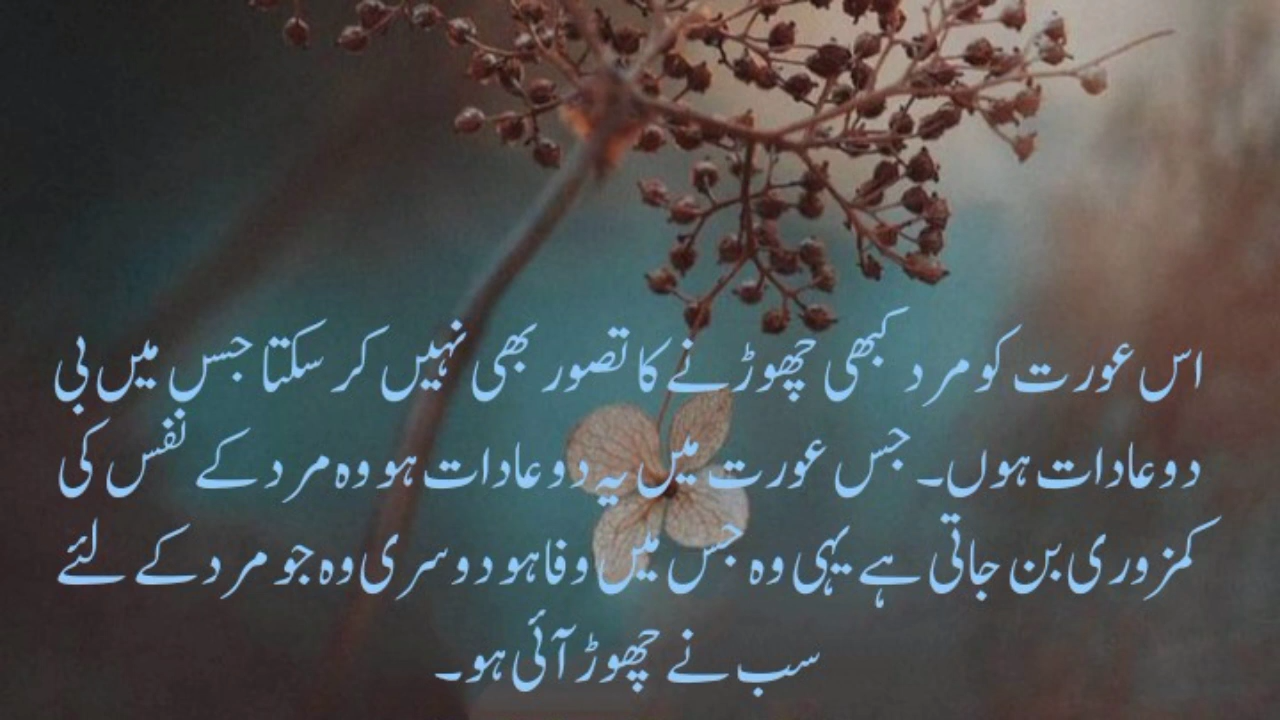 اس عورت کو مرد کبھی چھوڑنے کا تصور بھی نہیں کر سکتا جس میں بی
دو عادات ہوں۔ جس عورت میں یہ دو عادات ہو وہ مرد کے نفس کی
کمزوری بن جاتی ہے یہی وہ جس میں وفا ہو دوسری وہ جو مرد کے لئے
سب نے چھوڑ آئی ہو۔